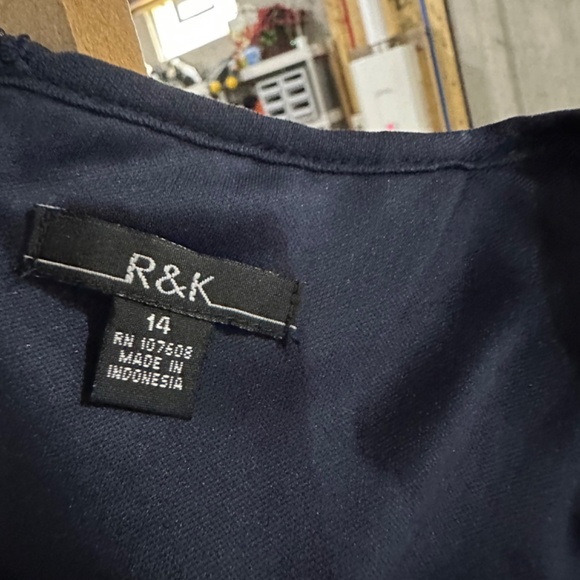 R&K
14
RN 107608
MADE IN
INDONESIA